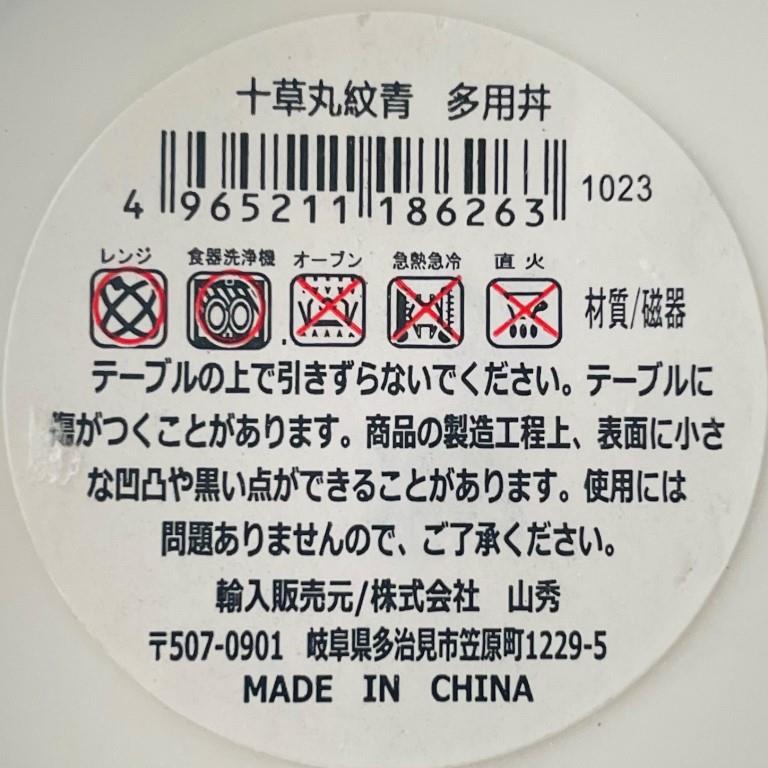 十草丸紋青 多用丼
4 965211 186263 1023
レンジ 食器洗浄機 オーブン 急熱急冷 直火
材質/磁器
テーブルの上で引きずらないでください。テーブルに
傷がつくことがあります。商品の製造工程上、表面に小さ
な凹凸や黒い点ができることがあります。使用には
問題ありませんので、ご了承ください。
輸入販売元/株式会社 山秀
〒507-0901 岐阜県多治見市笠原町1229-5
MADE IN CHINA